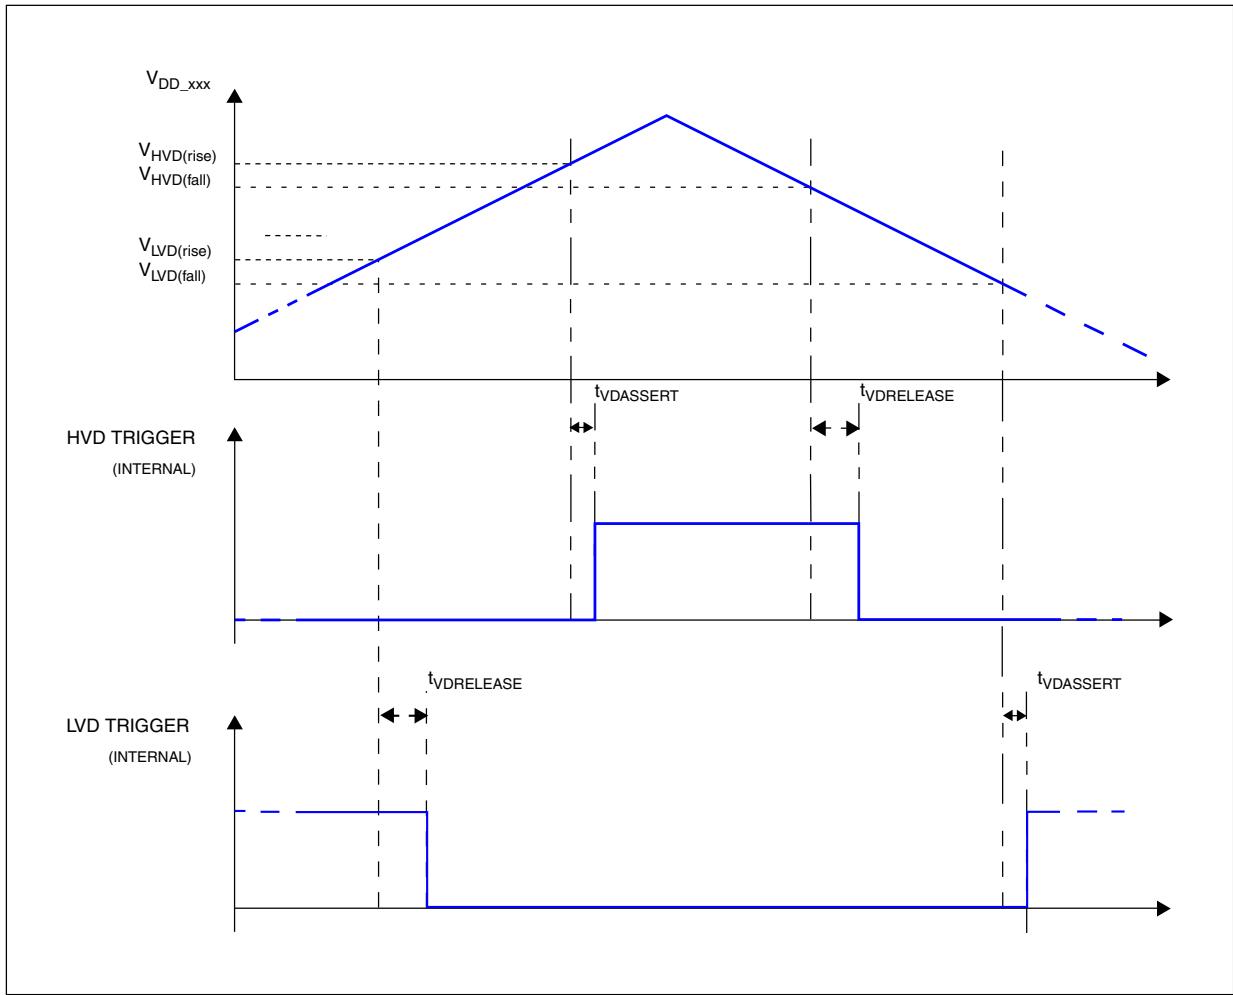 VDD_xxx
VHVD(rise)
VHVD(fall)
VLVD(rise)
VLVD(fall)
tVDASSERT
tVDRELEASE
HVD TRIGGER
(INTERNAL)
tVDRELEASE
tVDASSERT
LVD TRIGGER
(INTERNAL)